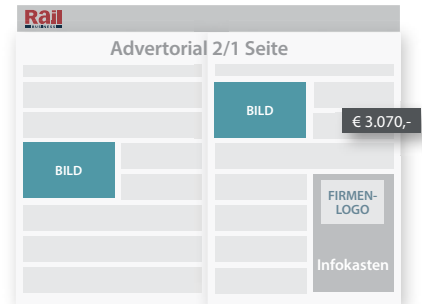 Rail
Advertorial 2/1 Seite
BILD
€ 3.070,-
BILD
FIRMEN-
LOGO
Infokasten